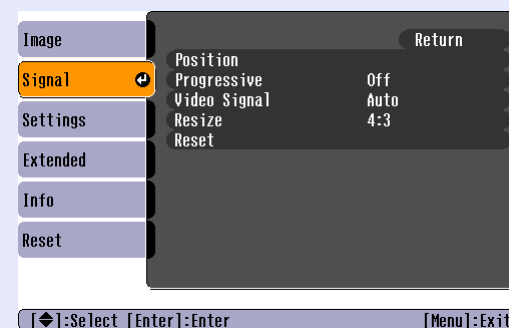 Image
Signal
Settings
Extended
Info
Reset
Return
Position
Progressive Off
Video Signal Auto
Resize 4:3
Reset
[◆]:Select [Enter]:Enter [Menu]:Exit